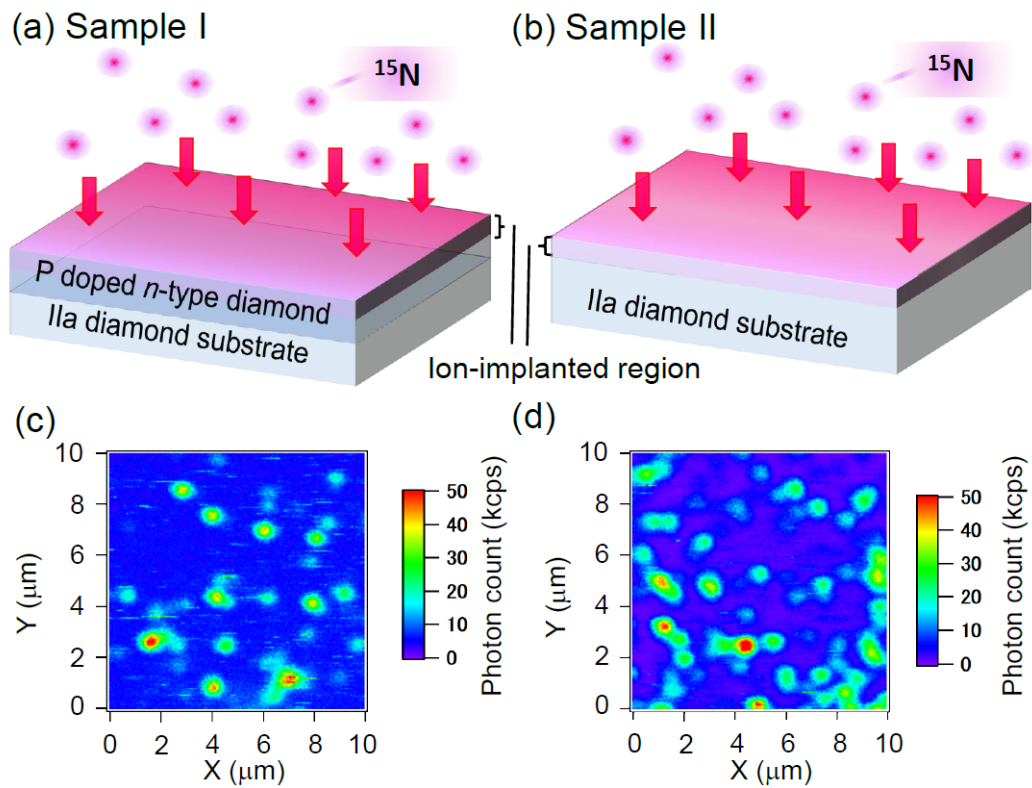 (a) Sample I
(b) Sample II
¹⁵N
¹⁵N
P doped n-type diamond
IIa diamond substrate
IIa diamond substrate
Ion-implanted region
(c)
(d)
10
8
6
4
2
0
Y (μm)
0 2 4 6 8 10
X (μm)
50
40
30
20
10
0
Photon count (kcps)
10
8
6
4
2
0
Y (μm)
0 2 4 6 8 10
X (μm)
50
40
30
20
10
0
Photon count (kcps)